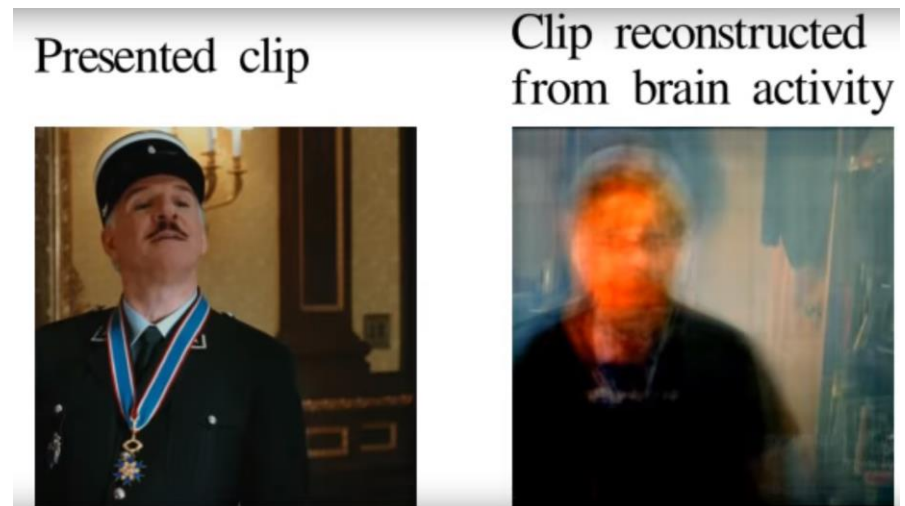 Presented clip
Clip reconstructed
from brain activity